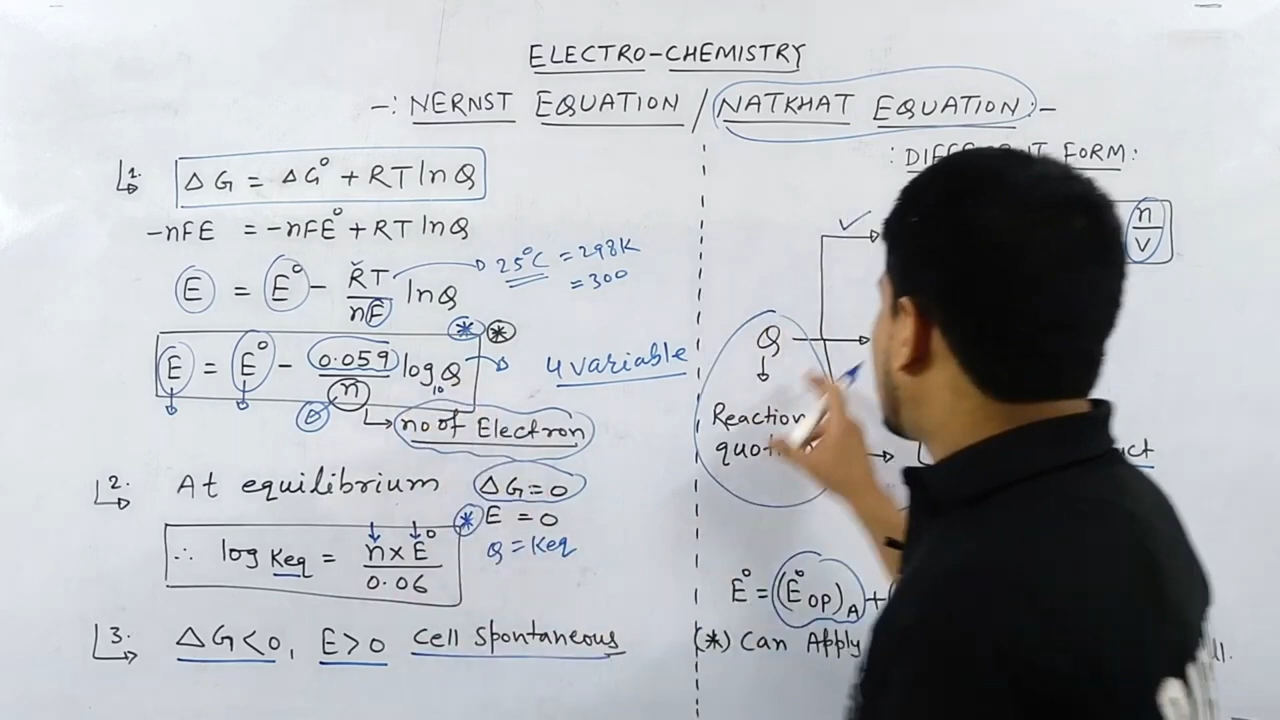 ELECTRO-CHEMISTRY
-: NERNST EQUATION / NATKHAT EQUATION :-
1. ΔG = ΔG° + RT ln Q
-nFE = -nFE° + RT ln Q
E = E° - RT/nF ln Q
25°C = 298K
= 300
E = E° - 0.059/n log₁₀ Q
4 variable
no of Electron
2. At equilibrium ΔG = 0
E = 0
Q = Keq
∴ log Keq = n × E°/0.06
3. ΔG < 0, E > 0 Cell Spontaneous
: FORM :
n/V
Q
Reaction
E° = (E°OP)A +
(*) Can Apply